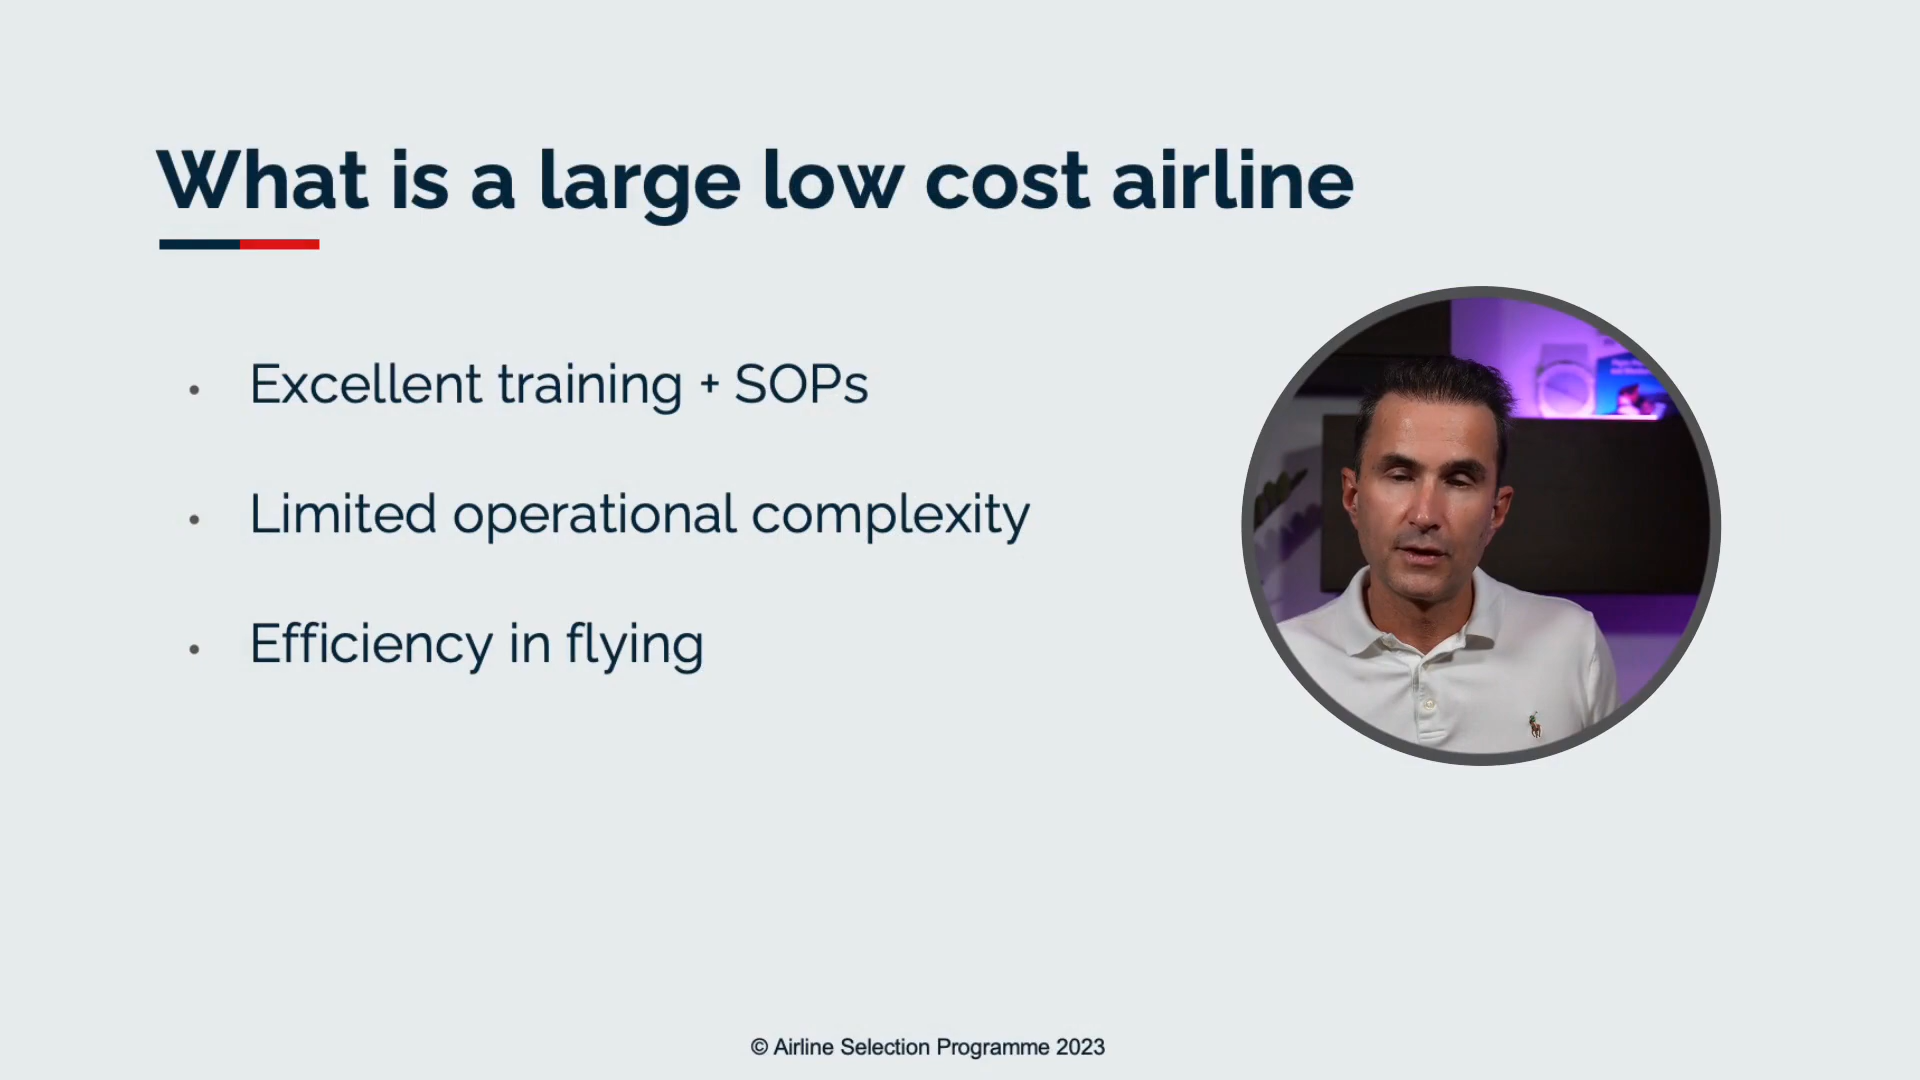 What is a large low cost airline
Excellent training + SOPs
Limited operational complexity
Efficiency in flying
© Airline Selection Programme 2023